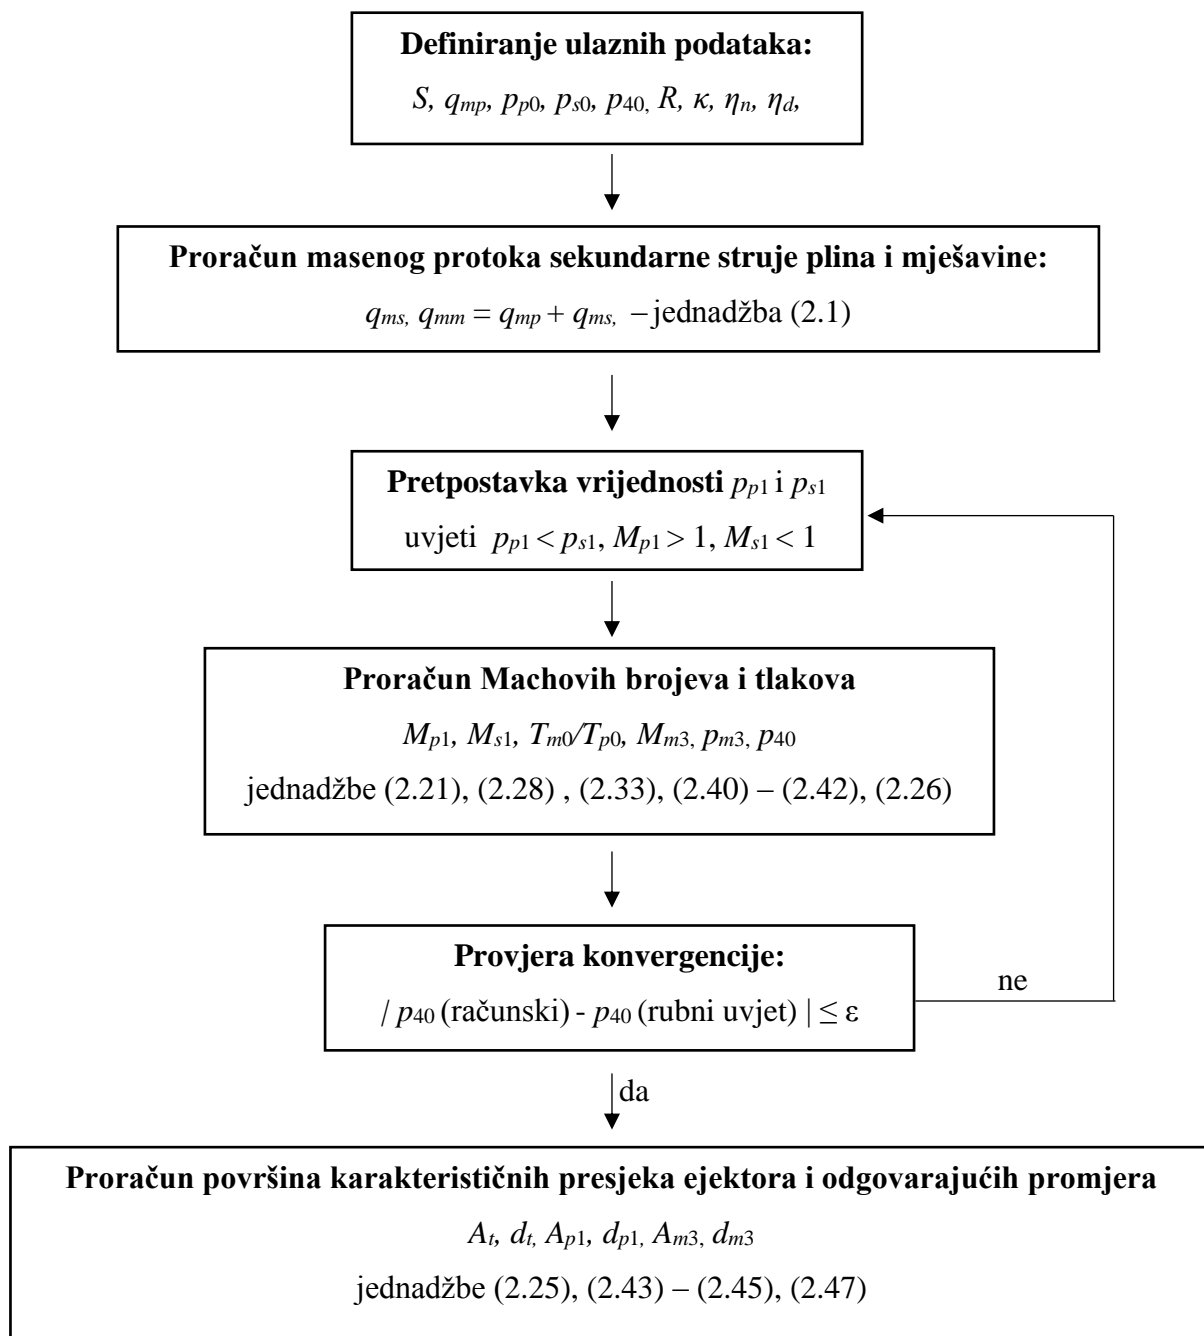 Definiranje ulaznih podataka:
S, qmp, pp0, ps0, p40, R, κ, ηn, ηd,
Proračun masenog protoka sekundarne struje plina i mješavine:
qms, qmm = qmp + qms, – jednadžba (2.1)
Pretpostavka vrijednosti pp1 i ps1
uvjeti pp1 < ps1, Mp1 > 1, Ms1 < 1
Proračun Machovih brojeva i tlakova
Mp1, Ms1, Tm0/Tp0, Mm3, pm3, p40
jednadžbe (2.21), (2.28) , (2.33), (2.40) – (2.42), (2.26)
Provjera konvergencije:
| p40 (računski) - p40 (rubni uvjet) | ≤ ε
ne
da
Proračun površina karakterističnih presjeka ejektora i odgovarajućih promjera
At, dt, Ap1, dp1, Am3, dm3
jednadžbe (2.25), (2.43) – (2.45), (2.47)